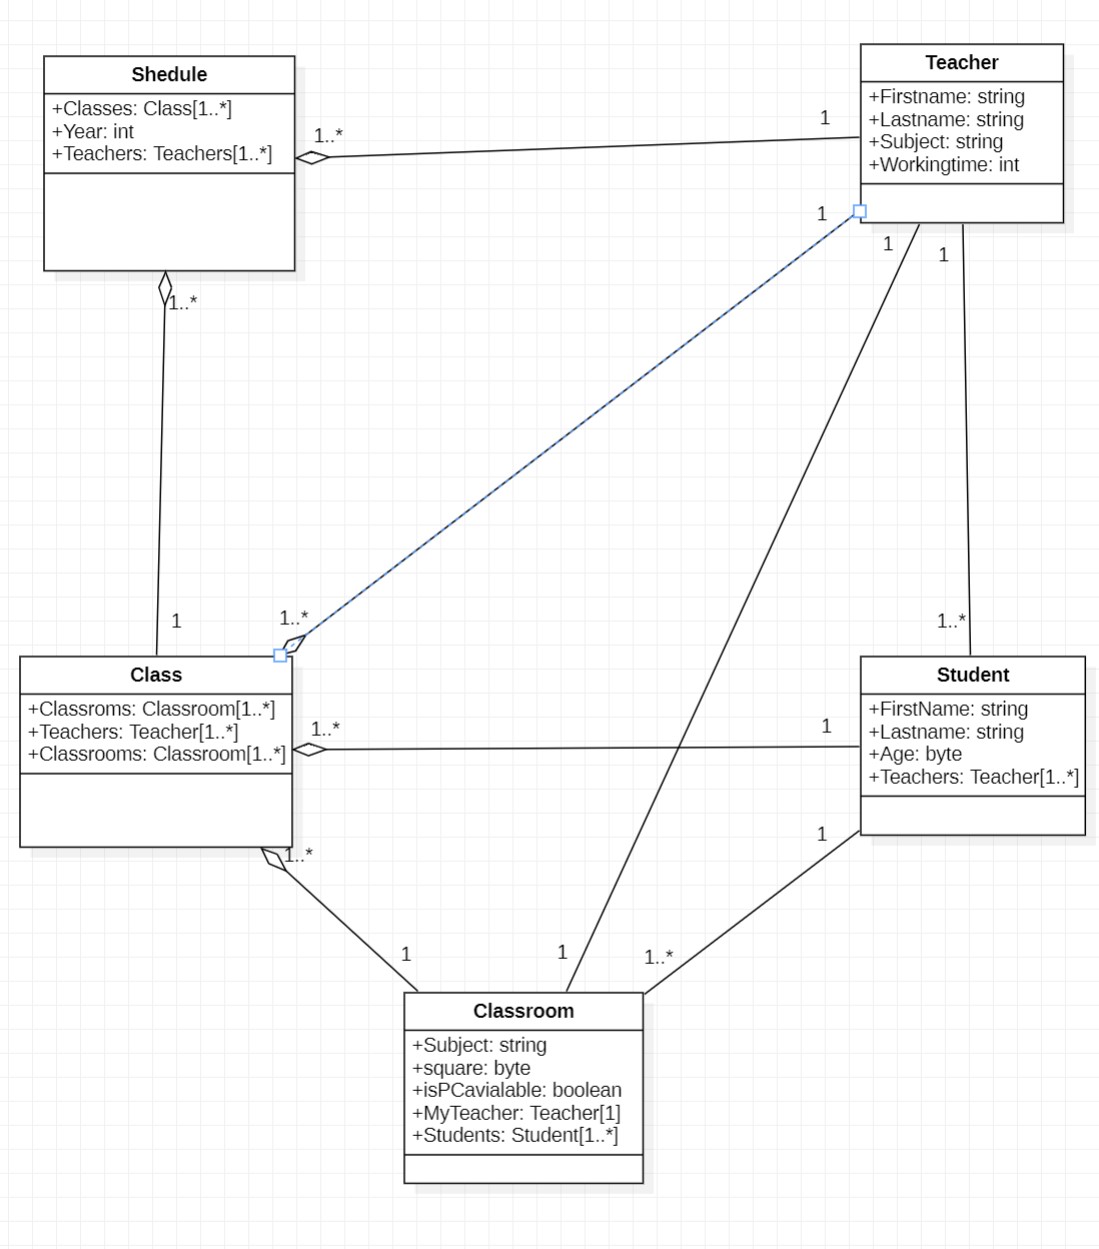 Shedule
+Classes: Class[1..*]
+Year: int
+Teachers: Teachers[1..*]
1..*
1
Teacher
+Firstname: string
+Lastname: string
+Subject: string
+Workingtime: int
1
1
1
1..*
1
1..*
1..*
Class
+Classroms: Classroom[1..*]
+Teachers: Teacher[1..*]
+Classrooms: Classroom[1..*]
1..*
1
Student
+FirstName: string
+Lastname: string
+Age: byte
+Teachers: Teacher[1..*]
1
1..*
1
1
1..*
Classroom
+Subject: string
+square: byte
+isPCavialable: boolean
+MyTeacher: Teacher[1]
+Students: Student[1..*]